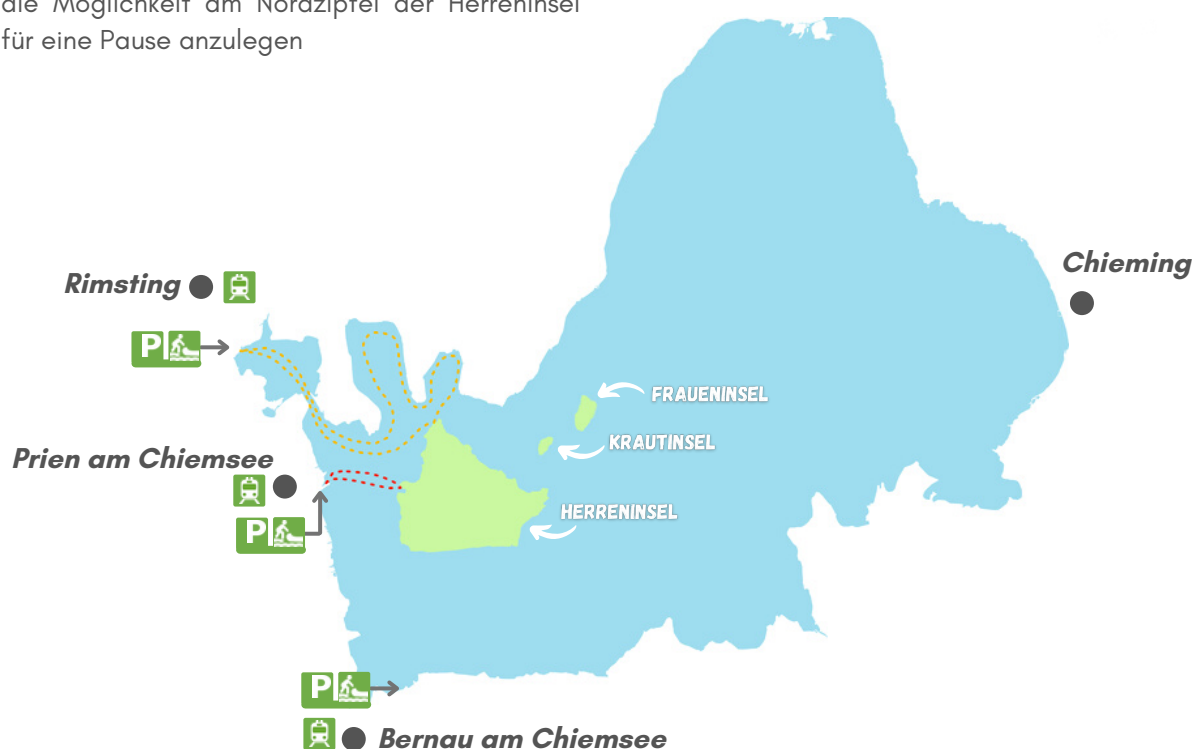 die Möglichkeit am Nordzipfel der Herreninsel
für eine Pause anzulegen
Chieming
Rimsting
P
FRAUENINSEL
KRAUTINSEL
Prien am Chiemsee
HERRENINSEL
P
P
Bernau am Chiemsee